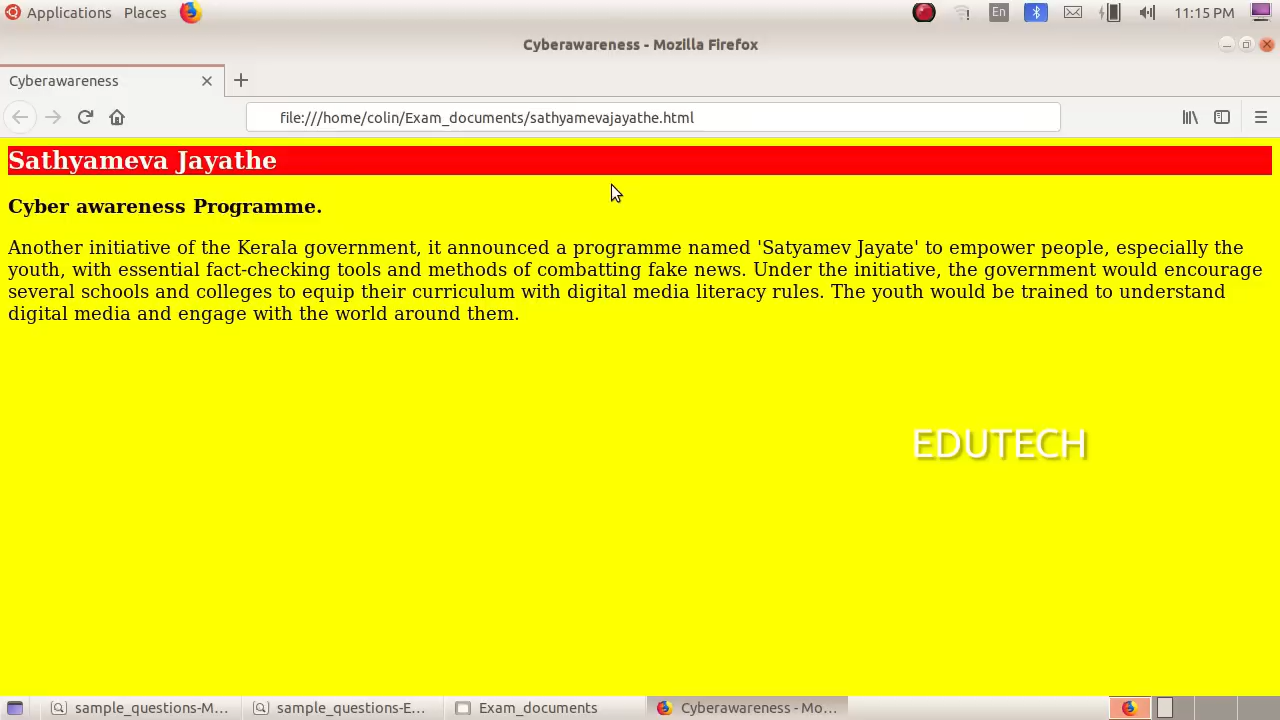 Applications Places
En
11:15 PM
Cyberawareness - Mozilla Firefox
Cyberawareness
file:///home/colin/Exam_documents/sathyamevajayathe.html
Sathyameva Jayathe
Cyber awareness Programme.
Another initiative of the Kerala government, it announced a programme named 'Satyamev Jayate' to empower people, especially the
youth, with essential fact-checking tools and methods of combatting fake news. Under the initiative, the government would encourage
several schools and colleges to equip their curriculum with digital media literacy rules. The youth would be trained to understand
digital media and engage with the world around them.
EDUTECH
sample_questions-M... sample_questions-E... Exam_documents Cyberawareness - Mo...